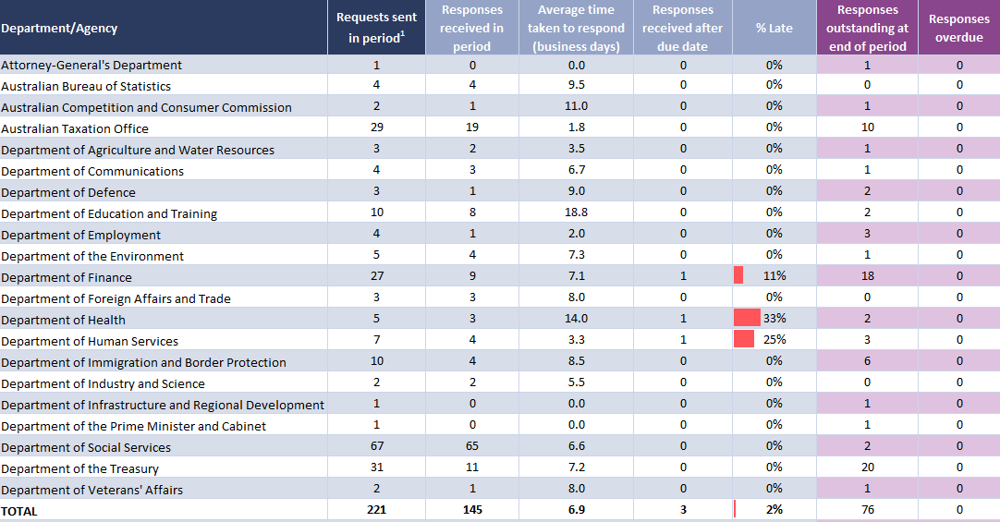 Department/Agency Requests sent in period1 Responses received in period Average time taken to respond (business days) Responses received after due date % Late Responses outstanding at end of period Responses overdue
Attorney-General's Department 1 0 0.0 0 0% 1 0
Australian Bureau of Statistics 4 4 9.5 0 0% 0 0
Australian Competition and Consumer Commission 2 1 11.0 0 0% 1 0
Australian Taxation Office 29 19 1.8 0 0% 10 0
Department of Agriculture and Water Resources 3 2 3.5 0 0% 1 0
Department of Communications 4 3 6.7 0 0% 1 0
Department of Defence 3 1 9.0 0 0% 2 0
Department of Education and Training 10 8 18.8 0 0% 2 0
Department of Employment 4 1 2.0 0 0% 3 0
Department of the Environment 5 4 7.3 0 0% 1 0
Department of Finance 27 9 7.1 1 11% 18 0
Department of Foreign Affairs and Trade 3 3 8.0 0 0% 0 0
Department of Health 5 3 14.0 1 33% 2 0
Department of Human Services 7 4 3.3 1 25% 3 0
Department of Immigration and Border Protection 10 4 8.5 0 0% 6 0
Department of Industry and Science 2 2 5.5 0 0% 0 0
Department of Infrastructure and Regional Development 1 0 0.0 0 0% 1 0
Department of the Prime Minister and Cabinet 1 0 0.0 0 0% 1 0
Department of Social Services 67 65 6.6 0 0% 2 0
Department of the Treasury 31 11 7.2 0 0% 20 0
Department of Veterans' Affairs 2 1 8.0 0 0% 1 0
TOTAL 221 145 6.9 3 2% 76 0